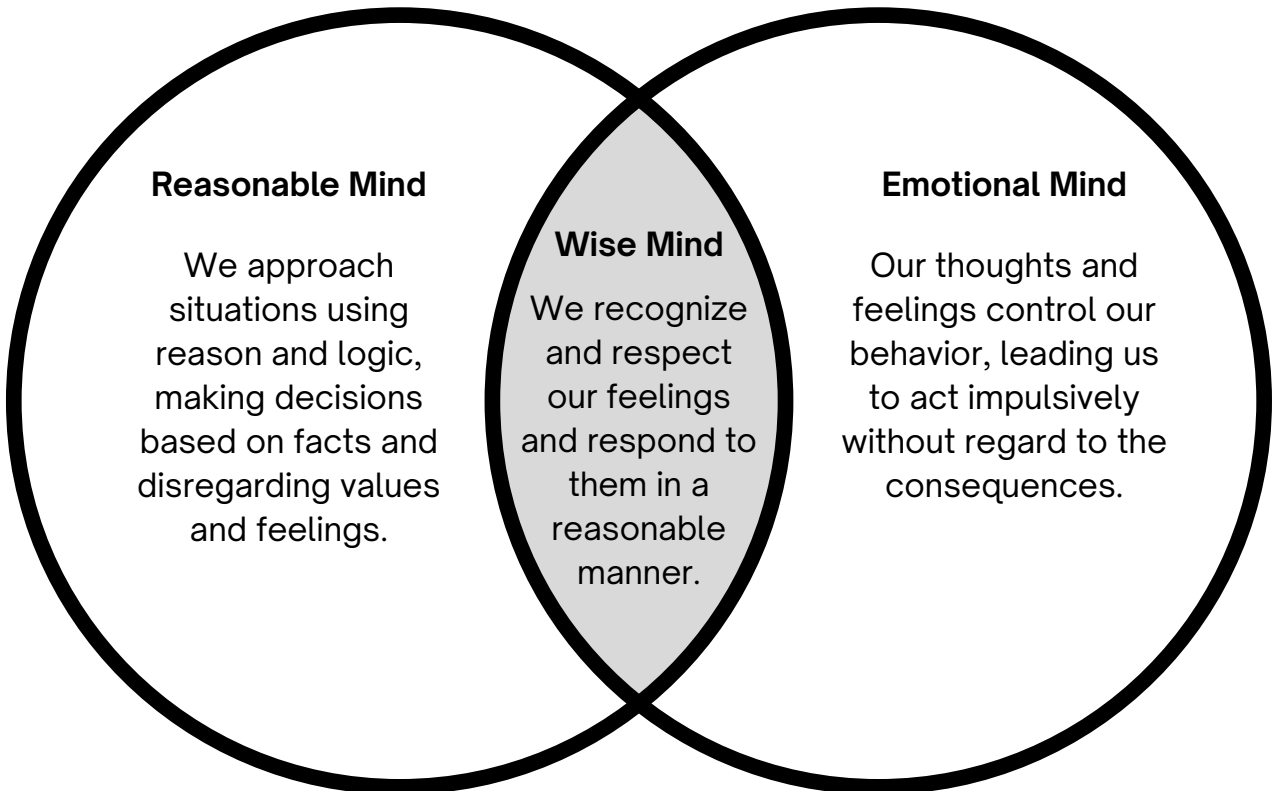 Reasonable Mind
We approach
situations using
reason and logic,
making decisions
based on facts and
disregarding values
and feelings.
Wise Mind
We recognize
and respect
our feelings
and respond to
them in a
reasonable
manner.
Emotional Mind
Our thoughts and
feelings control our
behavior, leading us
to act impulsively
without regard to the
consequences.